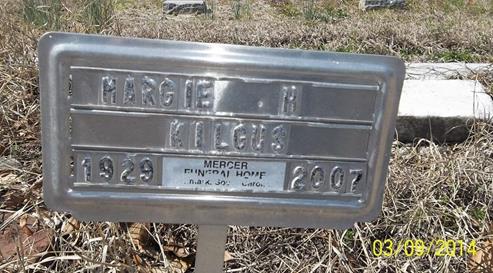 MARGIE H
KILGUS
1929 2007
MERCER
FUNERAL HOME
03/09/2014